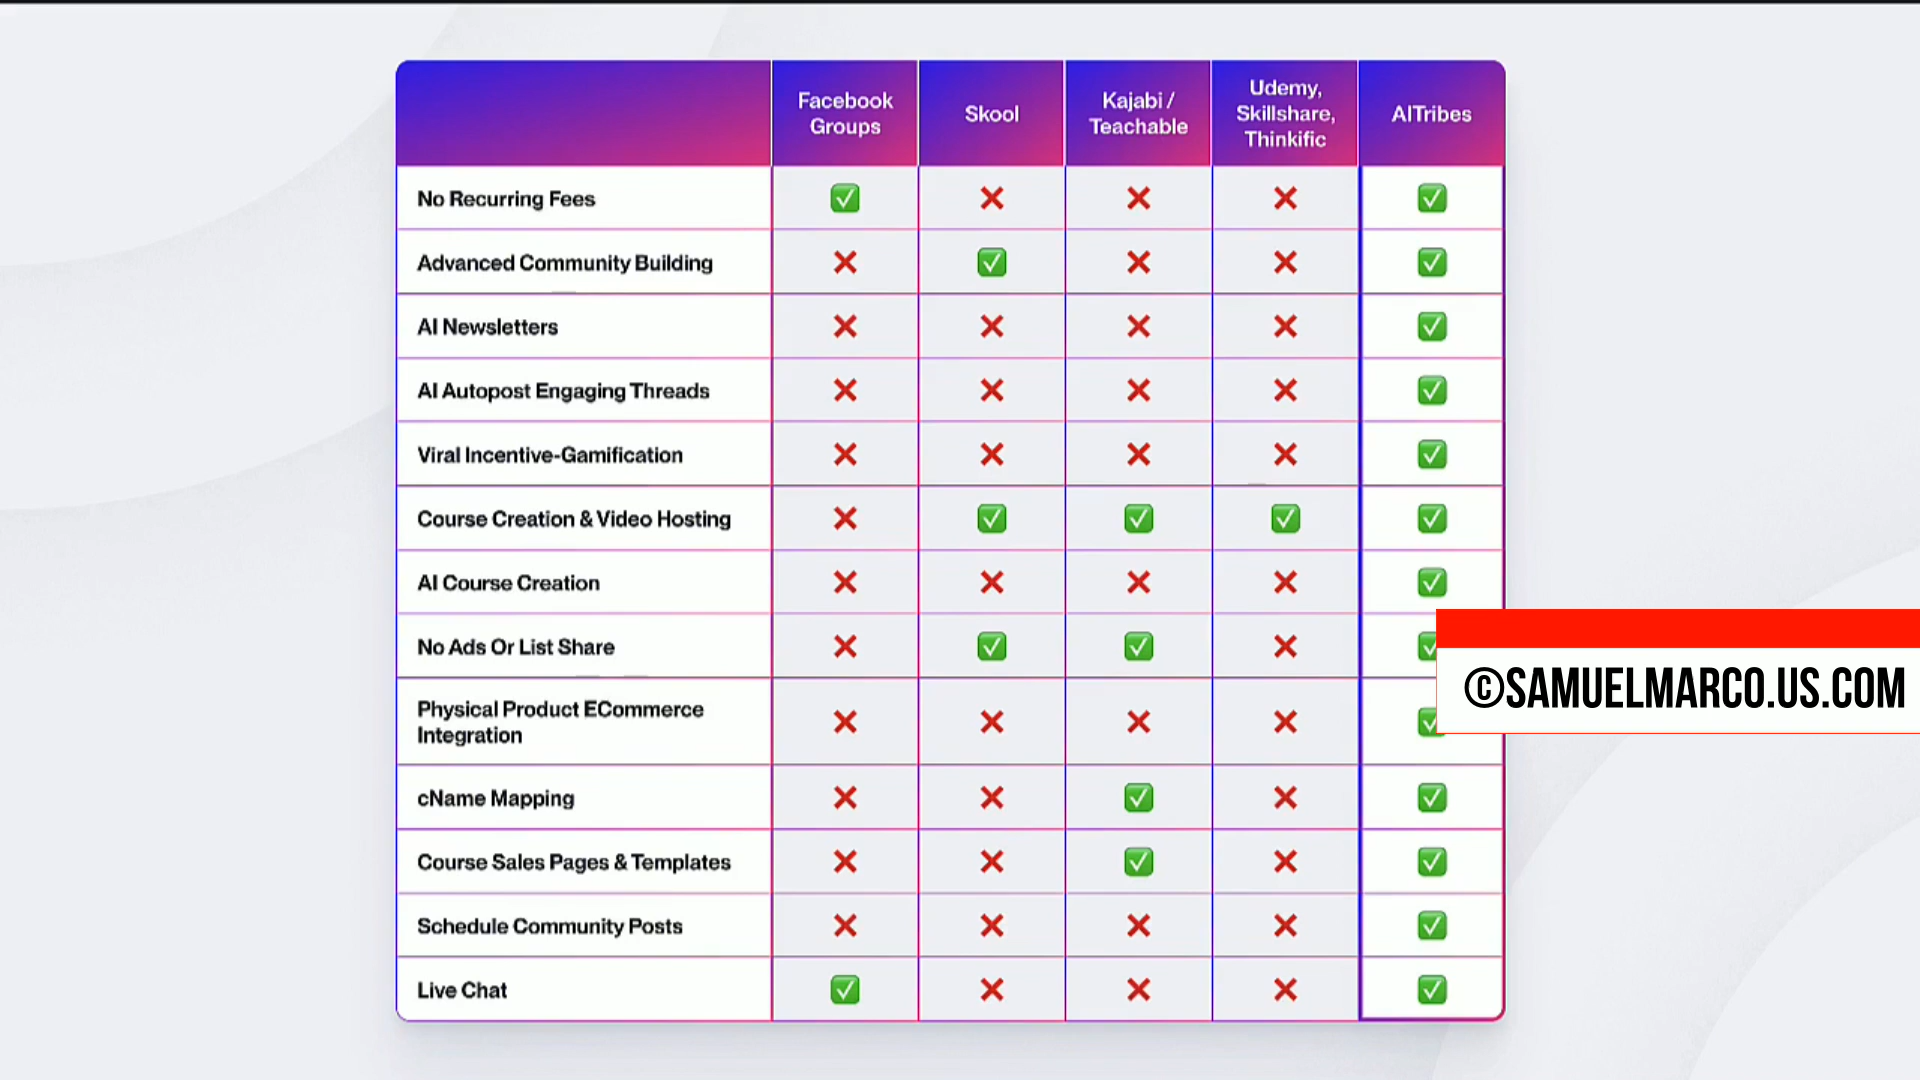 Facebook Groups
Skool
Kajabi / Teachable
Udemy, Skillshare, Thinkific
AITribes
No Recurring Fees ✅ ❌ ❌ ❌ ✅
Advanced Community Building ❌ ✅ ❌ ❌ ✅
AI Newsletters ❌ ❌ ❌ ❌ ✅
AI Autopost Engaging Threads ❌ ❌ ❌ ❌ ✅
Viral Incentive-Gamification ❌ ❌ ❌ ❌ ✅
Course Creation & Video Hosting ❌ ✅ ✅ ✅ ✅
AI Course Creation ❌ ❌ ❌ ❌ ✅
No Ads Or List Share ❌ ✅ ✅ ❌ ✅
Physical Product ECommerce
Integration ❌ ❌ ❌ ❌ ✅
©SAMUELMARCO.US.COM
cName Mapping ❌ ❌ ✅ ❌ ✅
Course Sales Pages & Templates ❌ ❌ ✅ ❌ ✅
Schedule Community Posts ❌ ❌ ❌ ❌ ✅
Live Chat ✅ ❌ ❌ ❌ ✅